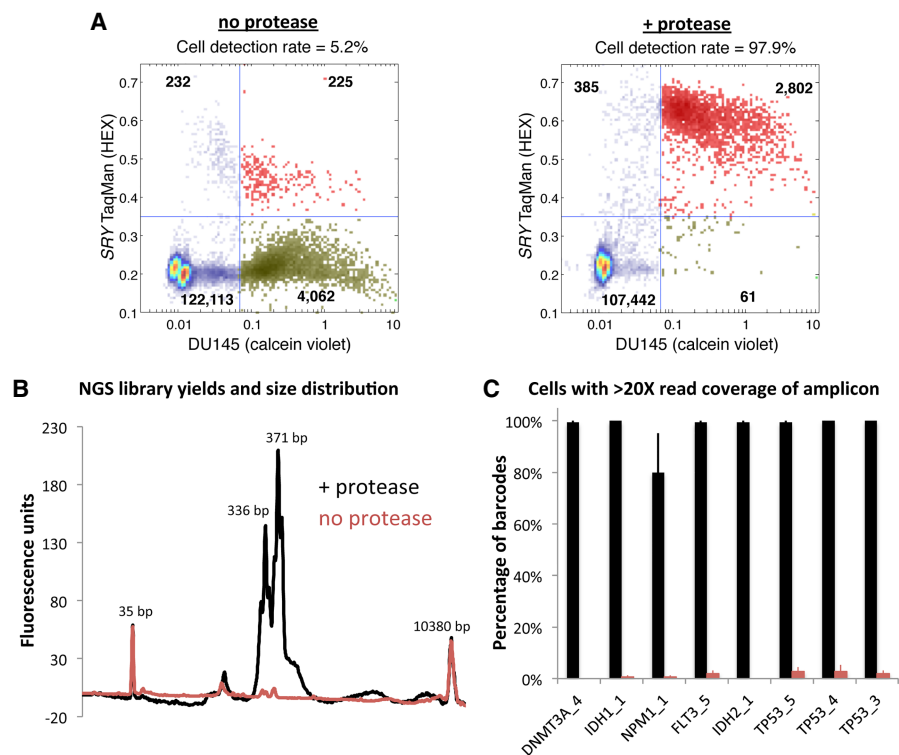 A
no protease
Cell detection rate = 5.2%
232
225
122,113
4,062
0.7
0.6
0.5
0.4
0.3
0.2
0.1
SRY TaqMan (HEX)
0.01
0.1
1
10
DU145 (calcein violet)
+ protease
Cell detection rate = 97.9%
385
2,802
107,442
61
0.7
0.6
0.5
0.4
0.3
0.2
0.1
SRY TaqMan (HEX)
0.01
0.1
1
10
DU145 (calcein violet)
B
NGS library yields and size distribution
230
180
130
80
30
-20
Fluorescence units
371 bp
336 bp
35 bp
10380 bp
+ protease
no protease
C
Cells with >20X read coverage of amplicon
100%
80%
60%
40%
20%
0%
Percentage of barcodes
DNMT3A_4
IDH1_1
NPM1_1
FLT3_5
IDH2_1
TP53_5
TP53_4
TP53_3